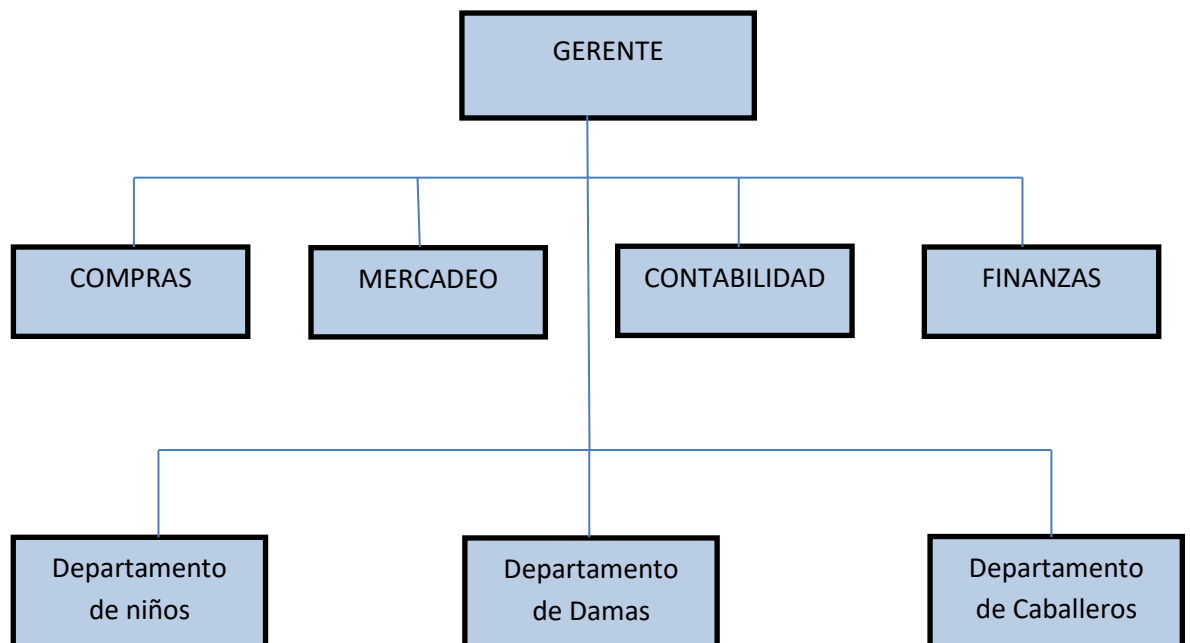 GERENTE
COMPRAS
MERCADEO
CONTABILIDAD
FINANZAS
Departamento
de niños
Departamento
de Damas
Departamento
de Caballeros